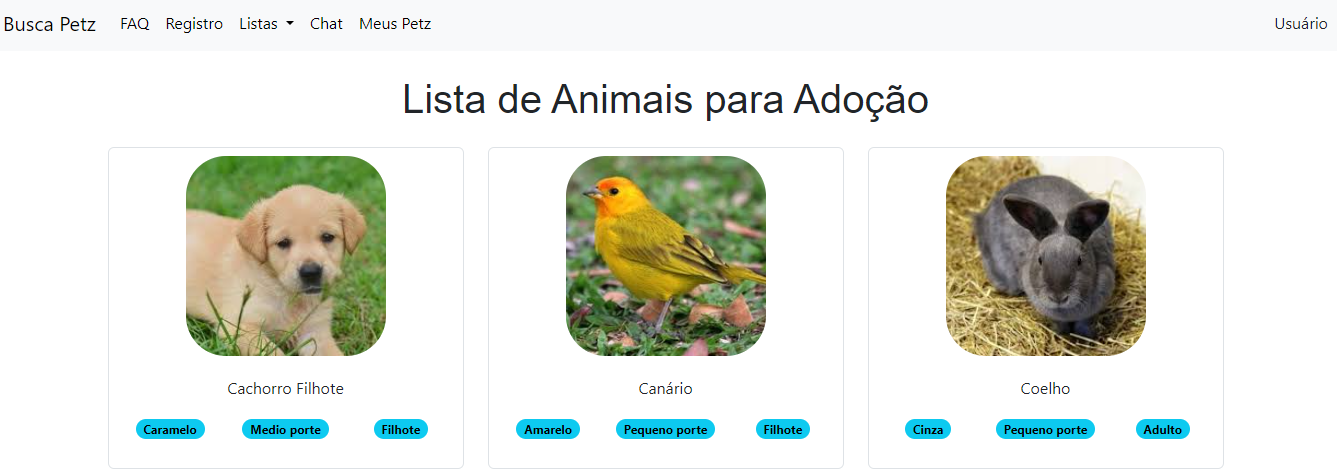 Busca Petz FAQ Registro Listas Chat Meus Petz Usuário
Lista de Animais para Adoção
Cachorro Filhote
Caramelo Medio porte Filhote
Canário
Amarelo Pequeno porte Filhote
Coelho
Cinza Pequeno porte Adulto